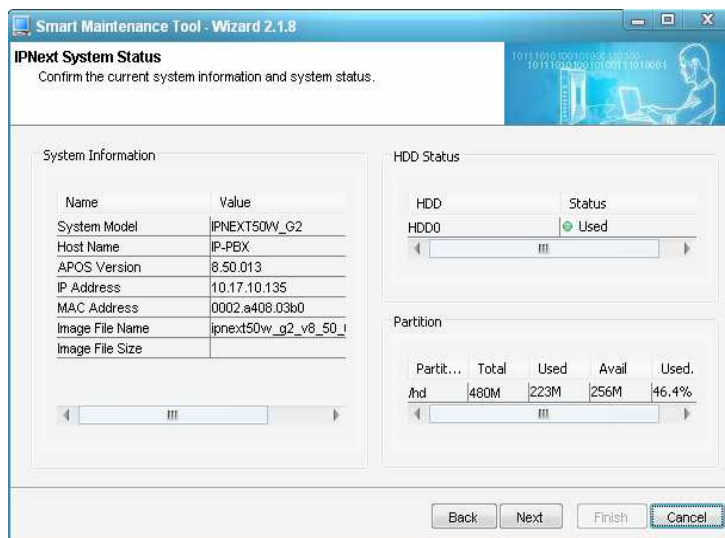 Smart Maintenance Tool - Wizard 2.1.8
IPNext System Status
Confirm the current system information and system status.
System Information
Name Value
System Model IPNEXT50W_G2
Host Name IP-PBX
APOS Version 8.50.013
IP Address 10.17.10.135
MAC Address 0002.a408.03b0
Image File Name ipnext50w_g2_v8_50_
Image File Size
HDD Status
HDD Status
HDD0 Used
Partition
Partit... Total Used Avail Used.
/hd 480M 223M 256M 46.4%
Back Next Finish Cancel